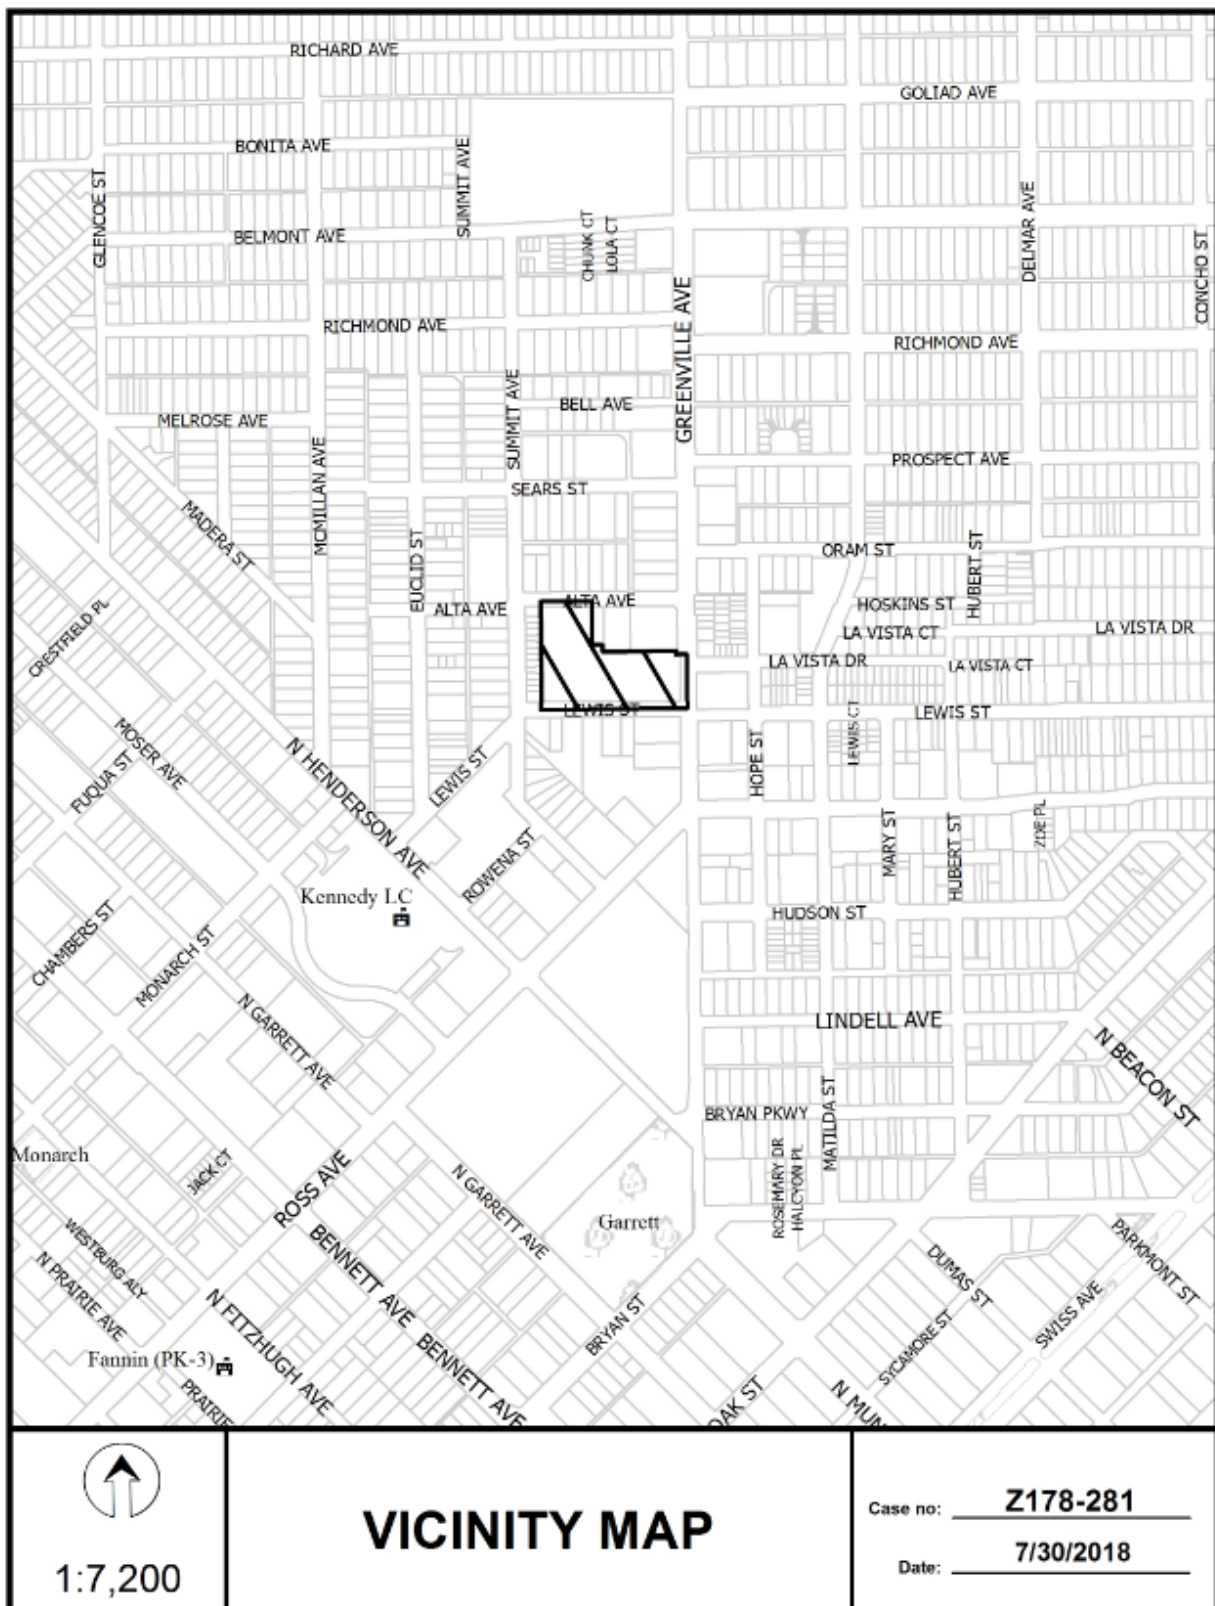 RICHARD AVE
GOLIAD AVE
BONITA AVE
SUMMIT AVE
GLENCOE ST
DELMAR AVE
BELMONT AVE
CHUNK CT
LOLA CT
CONCHO ST
GREENVILLE AVE
RICHMOND AVE
RICHMOND AVE
SUMMIT AVE
BELL AVE
MELROSE AVE
MCMILLAN AVE
PROSPECT AVE
SEARS ST
MADERA ST
EUCLID ST
ORAM ST
HUBERT ST
ALTA AVE
ALTA AVE
HOSKINS ST
CRESTFIELD PL
LA VISTA CT
LA VISTA DR
LA VISTA DR
LA VISTA CT
LEWIS ST
LEWIS ST
LEWIS CT
MOSER AVE
N HENDERSON AVE
LEWIS ST
HOPE ST
FUQUA ST
ROWENA ST
MARY ST
HUBERT ST
ZOE PL
Kennedy LC
HUDSON ST
CHAMBERS ST
MONARCH ST
N GARRETT AVE
LINDELL AVE
N BEACON ST
BRYAN PKWY
MATILDA ST
Monarch
JACK CT
ROSS AVE
N GARRETT AVE
ROSEMARY DR
HALCYON PL
Garrett
WESTBURG ALY
BENNETT AVE
DUMAS ST
PARKMONT ST
N PRAIRIE AVE
N FITZHUGH AVE
BRYAN ST
SYCAMORE ST
SWISS AVE
Fannin (PK-3)
BENNETT AVE
PRAIRIE
OAK ST
N MUN
1:7,200
VICINITY MAP
Case no: Z178-281
Date: 7/30/2018